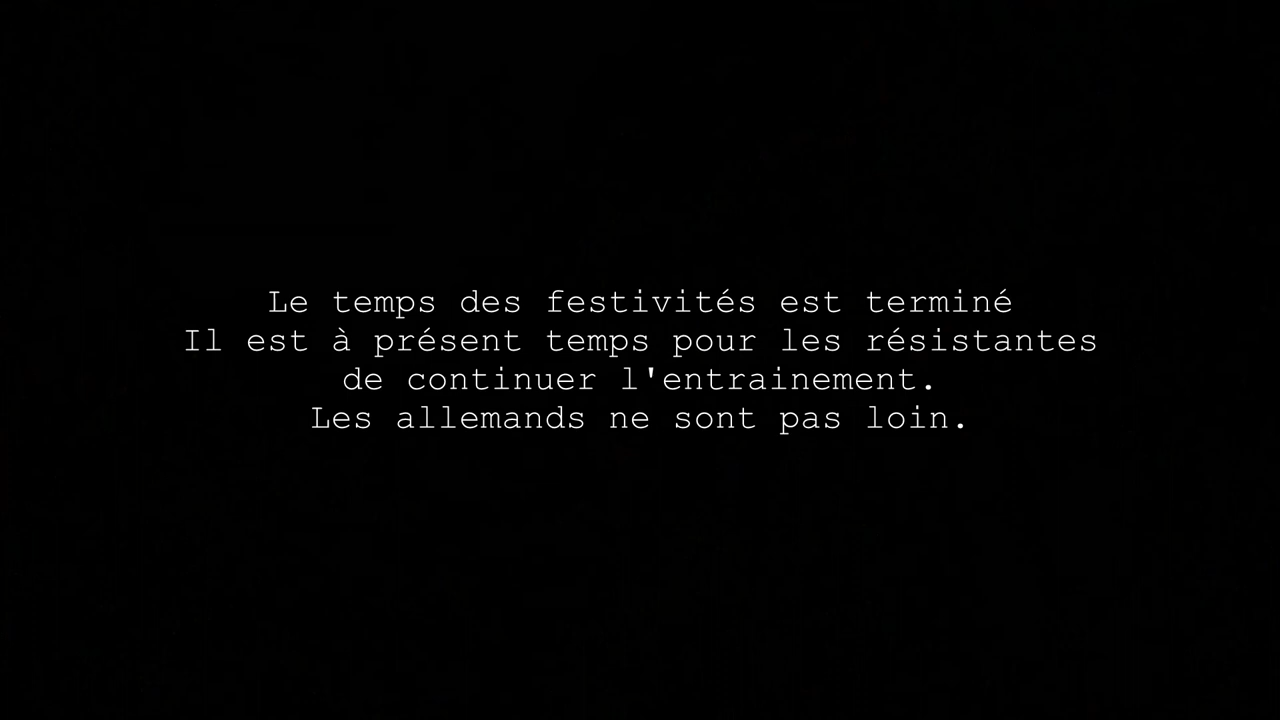 Le temps des festivités est terminé
Il est à présent temps pour les résistantes
de continuer l'entrainement.
Les allemands ne sont pas loin.